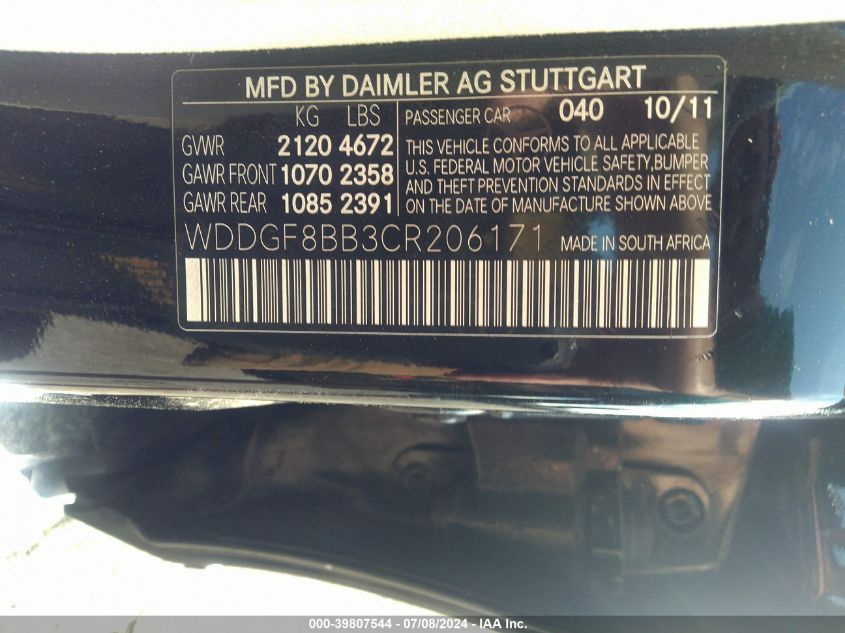 MFD BY DAIMLER AG STUTTGART
KG LBS
GVWR 2120 4672
GAWR FRONT 1070 2358
GAWR REAR 1085 2391
PASSENGER CAR 040 10/11
THIS VEHICLE CONFORMS TO ALL APPLICABLE
U.S. FEDERAL MOTOR VEHICLE SAFETY, BUMPER
AND THEFT PREVENTION STANDARDS IN EFFECT
ON THE DATE OF MANUFACTURE SHOWN ABOVE
WDDGF8BB3CR206171 MADE IN SOUTH AFRICA
000-39807544 - 07/08/2024 - IAA Inc.